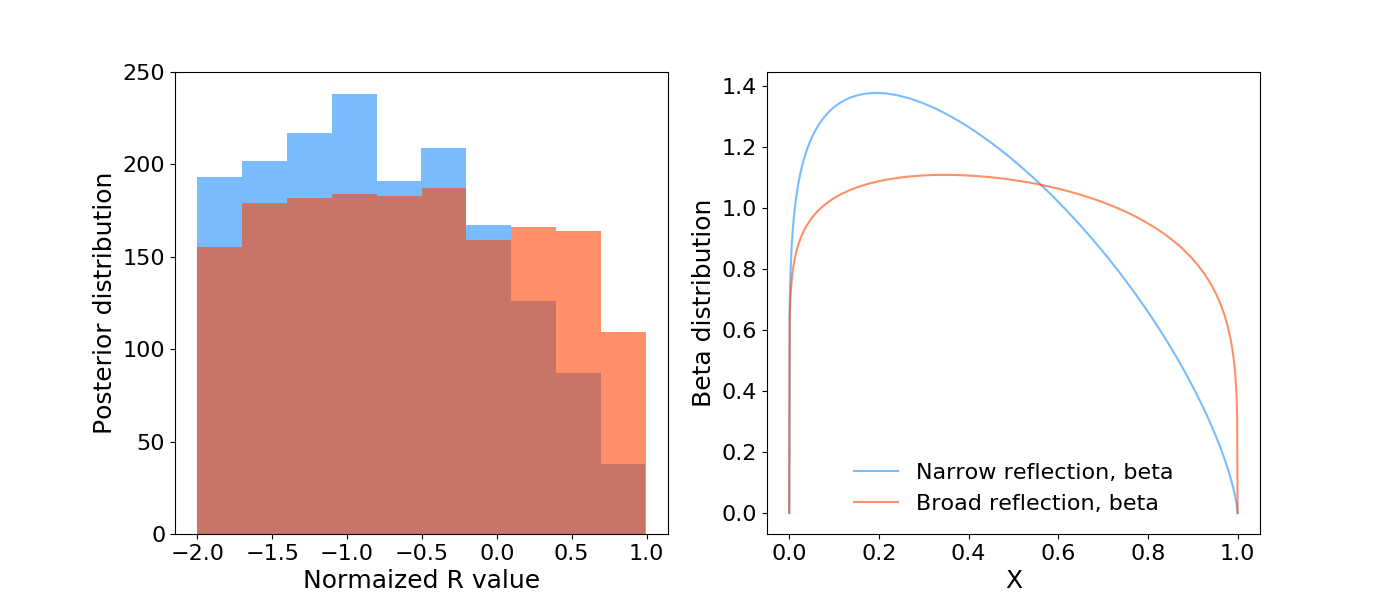 250
200
150
100
50
0
Posterior distribution
−2.0 −1.5 −1.0 −0.5 0.0 0.5 1.0
Normaized R value
1.4
1.2
1.0
0.8
0.6
0.4
0.2
0.0
Beta distribution
Narrow reflection, beta
Broad reflection, beta
0.0 0.2 0.4 0.6 0.8 1.0
X